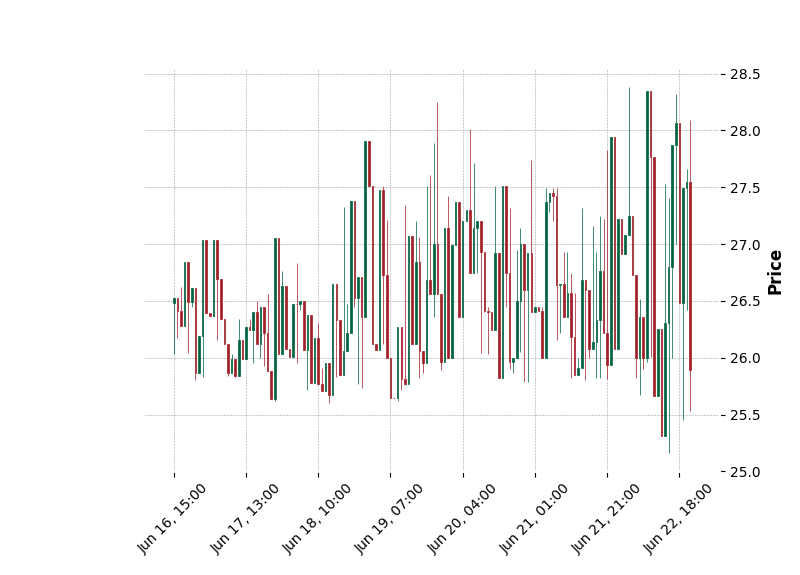 28.5
28.0
27.5
27.0
26.5
26.0
25.5
25.0
Price
Jun 16, 15:00
Jun 17, 13:00
Jun 18, 10:00
Jun 19, 07:00
Jun 20, 04:00
Jun 21, 01:00
Jun 21, 21:00
Jun 22, 18:00